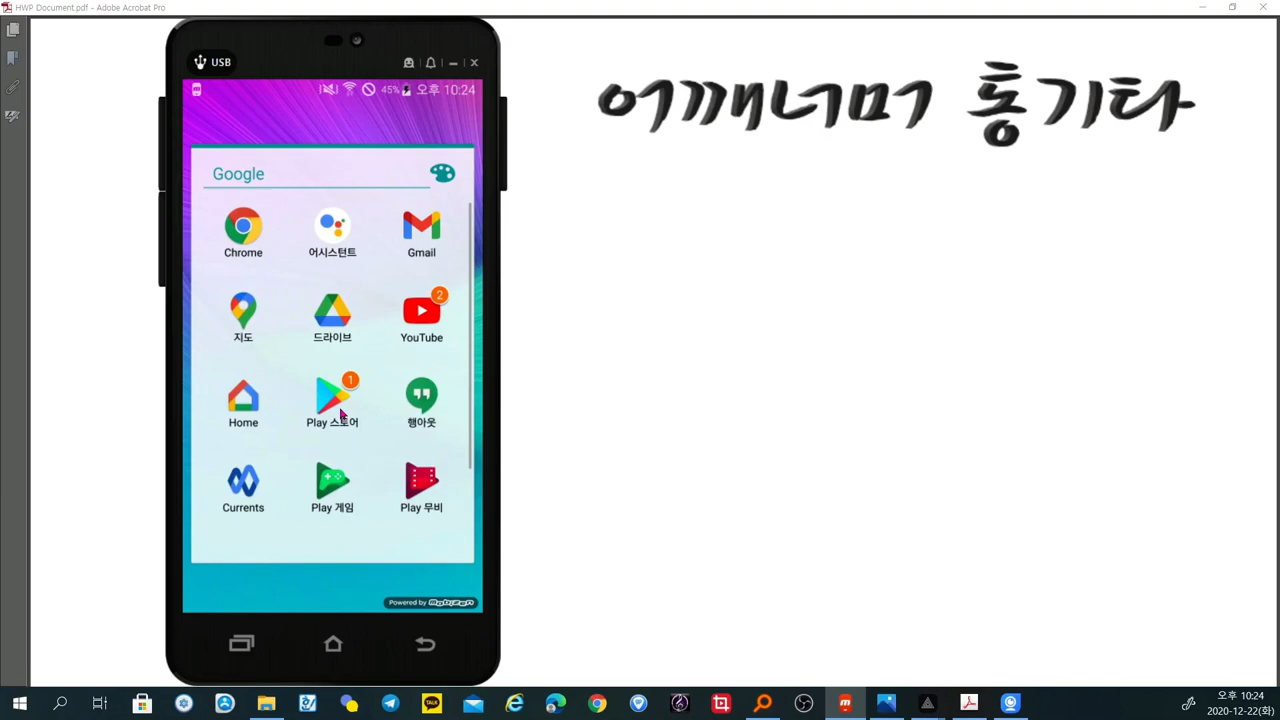 HWP Document.pdf - Adobe Acrobat Pro
어깨너머 통기타
USB
45% 오후 10:24
Google
Chrome
어시스턴트
Gmail
지도
드라이브
2
YouTube
Home
1
Play 스토어
행아웃
Currents
Play 게임
Play 무비
Powered by Mobizen
TALK
오후 10:24
2020-12-22(화)